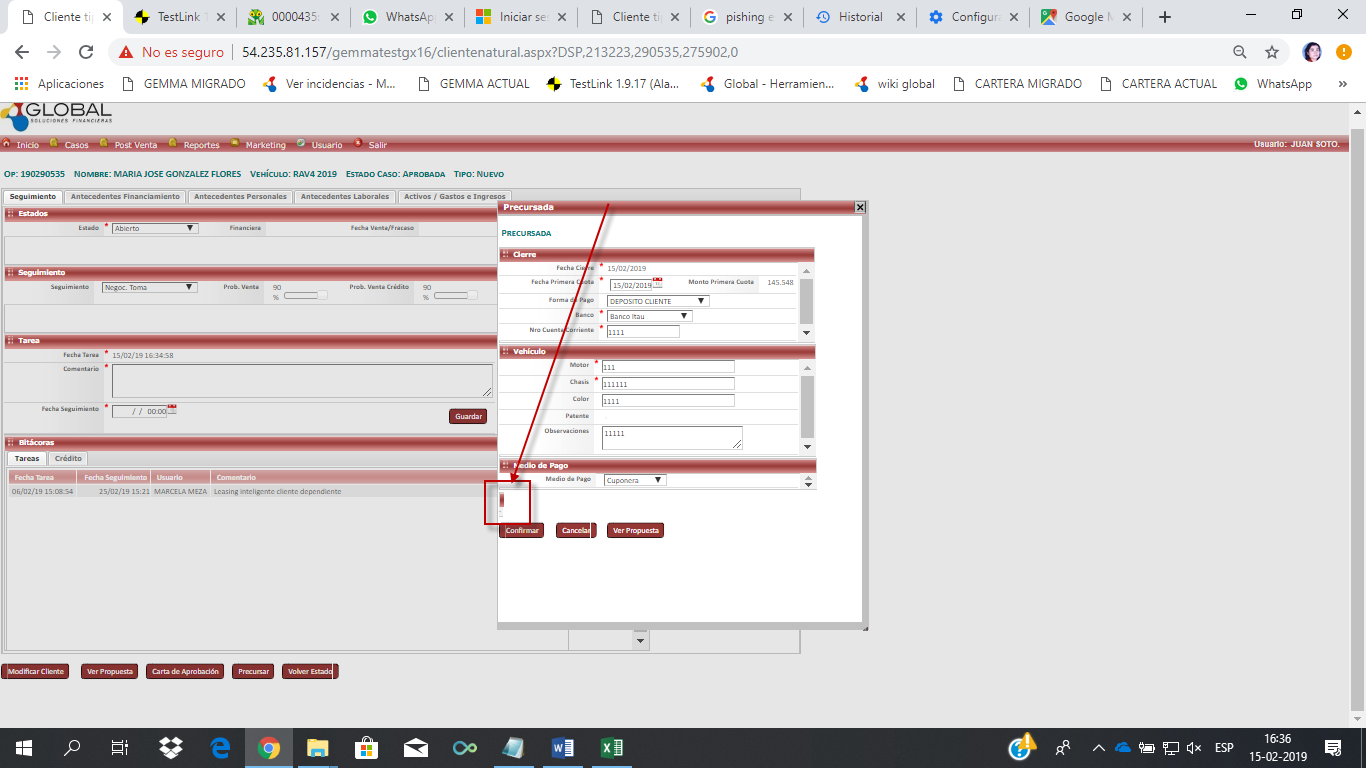 Cliente tip
TestLink 1
0000435:
WhatsApp
Iniciar ses
Cliente tip
pishing e
Historial
Configura
Google M
No es seguro
54.235.81.157/gemmatestgx16/clientenatural.aspx?DSP,213223,290535,275902,0
Aplicaciones
GEMMA MIGRADO
Ver incidencias - M...
GEMMA ACTUAL
TestLink 1.9.17 (Ala...
Global - Herramien...
wiki global
CARTERA MIGRADO
CARTERA ACTUAL
WhatsApp
»
GLOBAL
SOLUCIONES FINANCIERAS
Inicio
Casos
Post Venta
Reportes
Marketing
Usuario
Salir
Usuario: JUAN SOTO.
OP: 190290535 NOMBRE: MARIA JOSE GONZALEZ FLORES VEHÍCULO: RAV4 2019 ESTADO CASO: APROBADA TIPO: NUEVO
Seguimiento
Antecedentes Financiamiento
Antecedentes Personales
Antecedentes Laborales
Activos / Gastos e Ingresos
Estados
Estado * Abierto
Financiera
Fecha Venta/Fracaso
Seguimiento
Seguimiento * Negoc. Toma
Prob. Venta 90 %
Prob. Venta Crédito * 90 %
Tarea
Fecha Tarea * 15/02/19 16:34:58
Comentario *
Fecha Seguimiento * / / 00:00
Guardar
Bitácoras
Tareas
Crédito
Fecha Tarea
Fecha Seguimiento
Usuario
Comentario
06/02/19 15:08:54
25/02/19 15:21
MARCELA MEZA
Leasing inteligente cliente dependiente
Precursada
PRECURSADA
Cierre
Fecha Cierre * 15/02/2019
Fecha Primera Cuota * 15/02/2019
Monto Primera Cuota 145.548
Forma de Pago * DEPOSITO CLIENTE
Banco * Banco Itau
Nro Cuenta Corriente * 1111
Vehículo
Motor * 111
Chasis * 111111
Color 1111
Patente
Observaciones 11111
Medio de Pago
Medio de Pago Cuponera
Confirmar
Cancelar
Ver Propuesta
Modificar Cliente
Ver Propuesta
Carta de Aprobación
Precursar
Volver Estado
ESP
16:36
15-02-2019